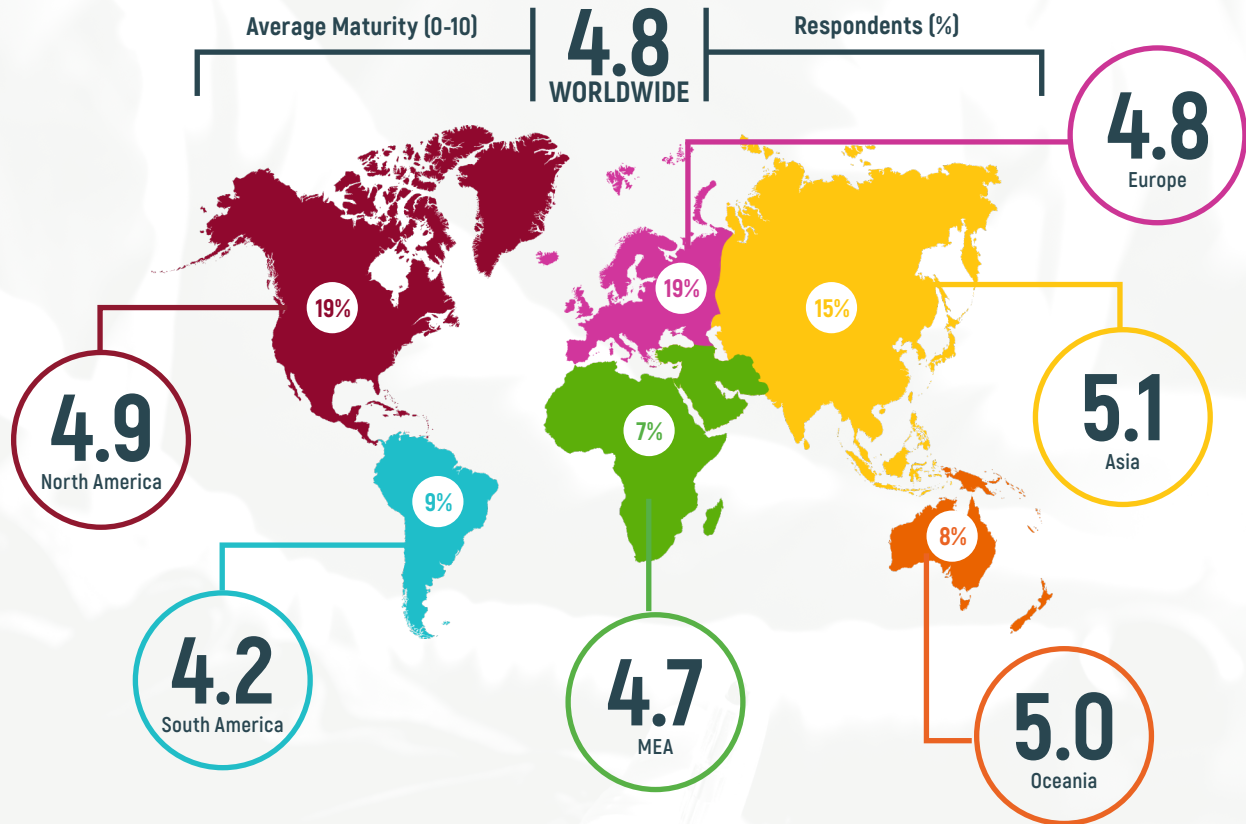 Average Maturity (0-10)
4.8
WORLDWIDE
Respondents (%)
4.8
Europe
19%
19%
15%
4.9
North America
5.1
Asia
7%
9%
8%
4.2
South America
4.7
MEA
5.0
Oceania